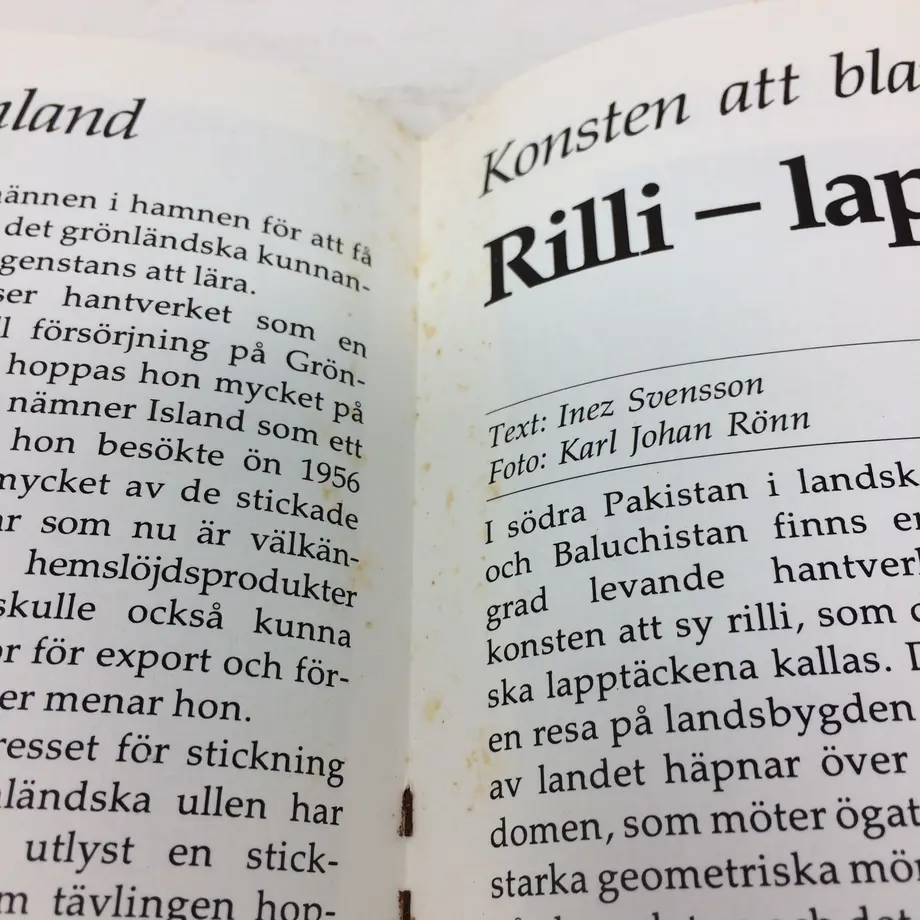 land
männen i hamnen för att få
det grönländska kunnan-
genstans att lära.
ser hantverket som en
försörjning på Grön-
hoppas hon mycket på
nämner Island som ett
hon besökte ön 1956
mycket av de stickade
som nu är välkän-
hemslöjdsprodukter
skulle också kunna
för export och för-
er menar hon.
resset för stickning
ländska ullen har
utlyst en stick-
tävlingen hop-
Konsten att bla
Rilli – lap
Text: Inez Svensson
Foto: Karl Johan Rönn
I södra Pakistan i landsk
och Baluchistan finns en
grad levande hantverk
konsten att sy rilli, som
ska lapptäckena kallas. D
en resa på landsbygden
av landet häpnar över
domen, som möter ögat
starka geometriska mön